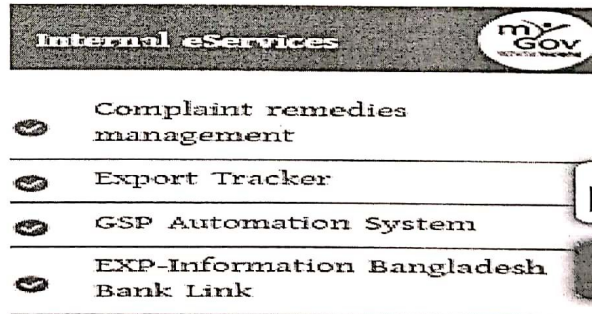 Internal eServices
my
GOV
Complaint remedies
management
Export Tracker
GSP Automation System
EXP-Information Bangladesh
Bank Link